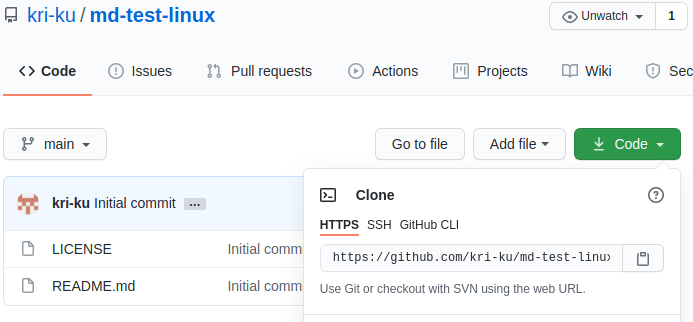 kri-ku / md-test-linux
Unwatch 1
Code Issues Pull requests Actions Projects Wiki Sec
main Go to file Add file Code
kri-ku Initial commit ...
Clone
HTTPS SSH GitHub CLI
LICENSE Initial comm
https://github.com/kri-ku/md-test-linux
README.md Initial comm
Use Git or checkout with SVN using the web URL.